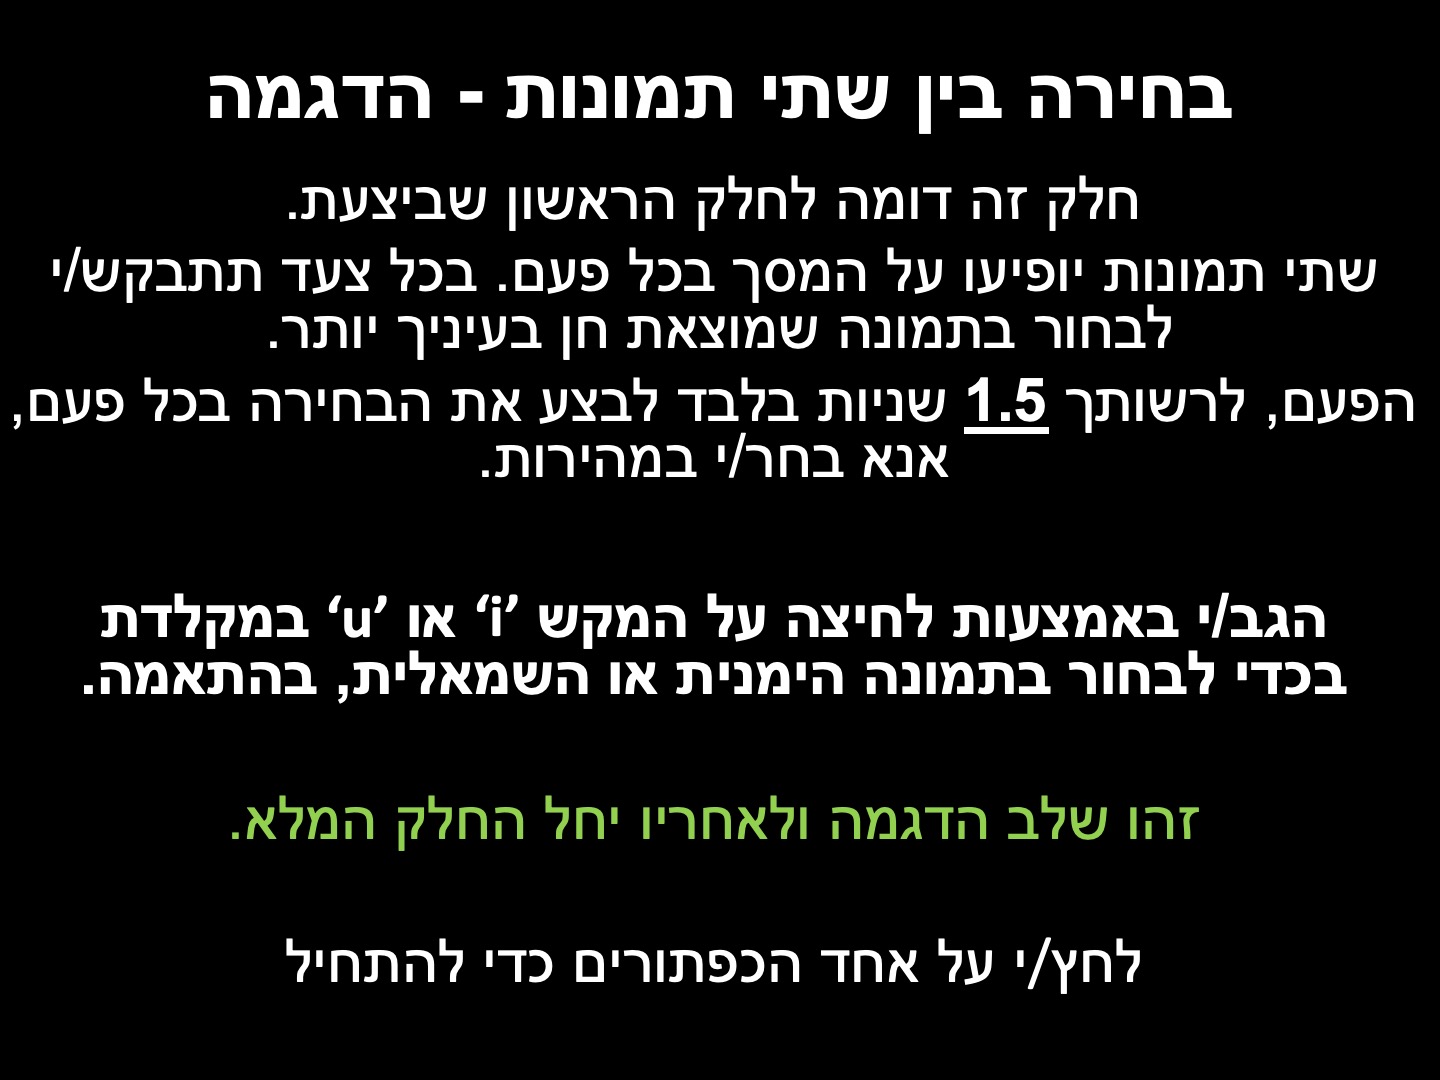 בחירה בין שתי תמונות - הדגמה
חלק זה דומה לחלק הראשון שביצעת.
שתי תמונות יופיעו על המסך בכל פעם. בכל צעד תתבקש/י
לבחור בתמונה שמוצאת חן בעיניך יותר.
הפעם, לרשותך 1.5 שניות בלבד לבצע את הבחירה בכל פעם,
אנא בחר/י במהירות.
הגב/י באמצעות לחיצה על המקש ‘i’ או ‘u’ במקלדת
בכדי לבחור בתמונה הימנית או השמאלית, בהתאמה.
זהו שלב הדגמה ולאחריו יחל החלק המלא.
לחץ/י על אחד הכפתורים כדי להתחיל